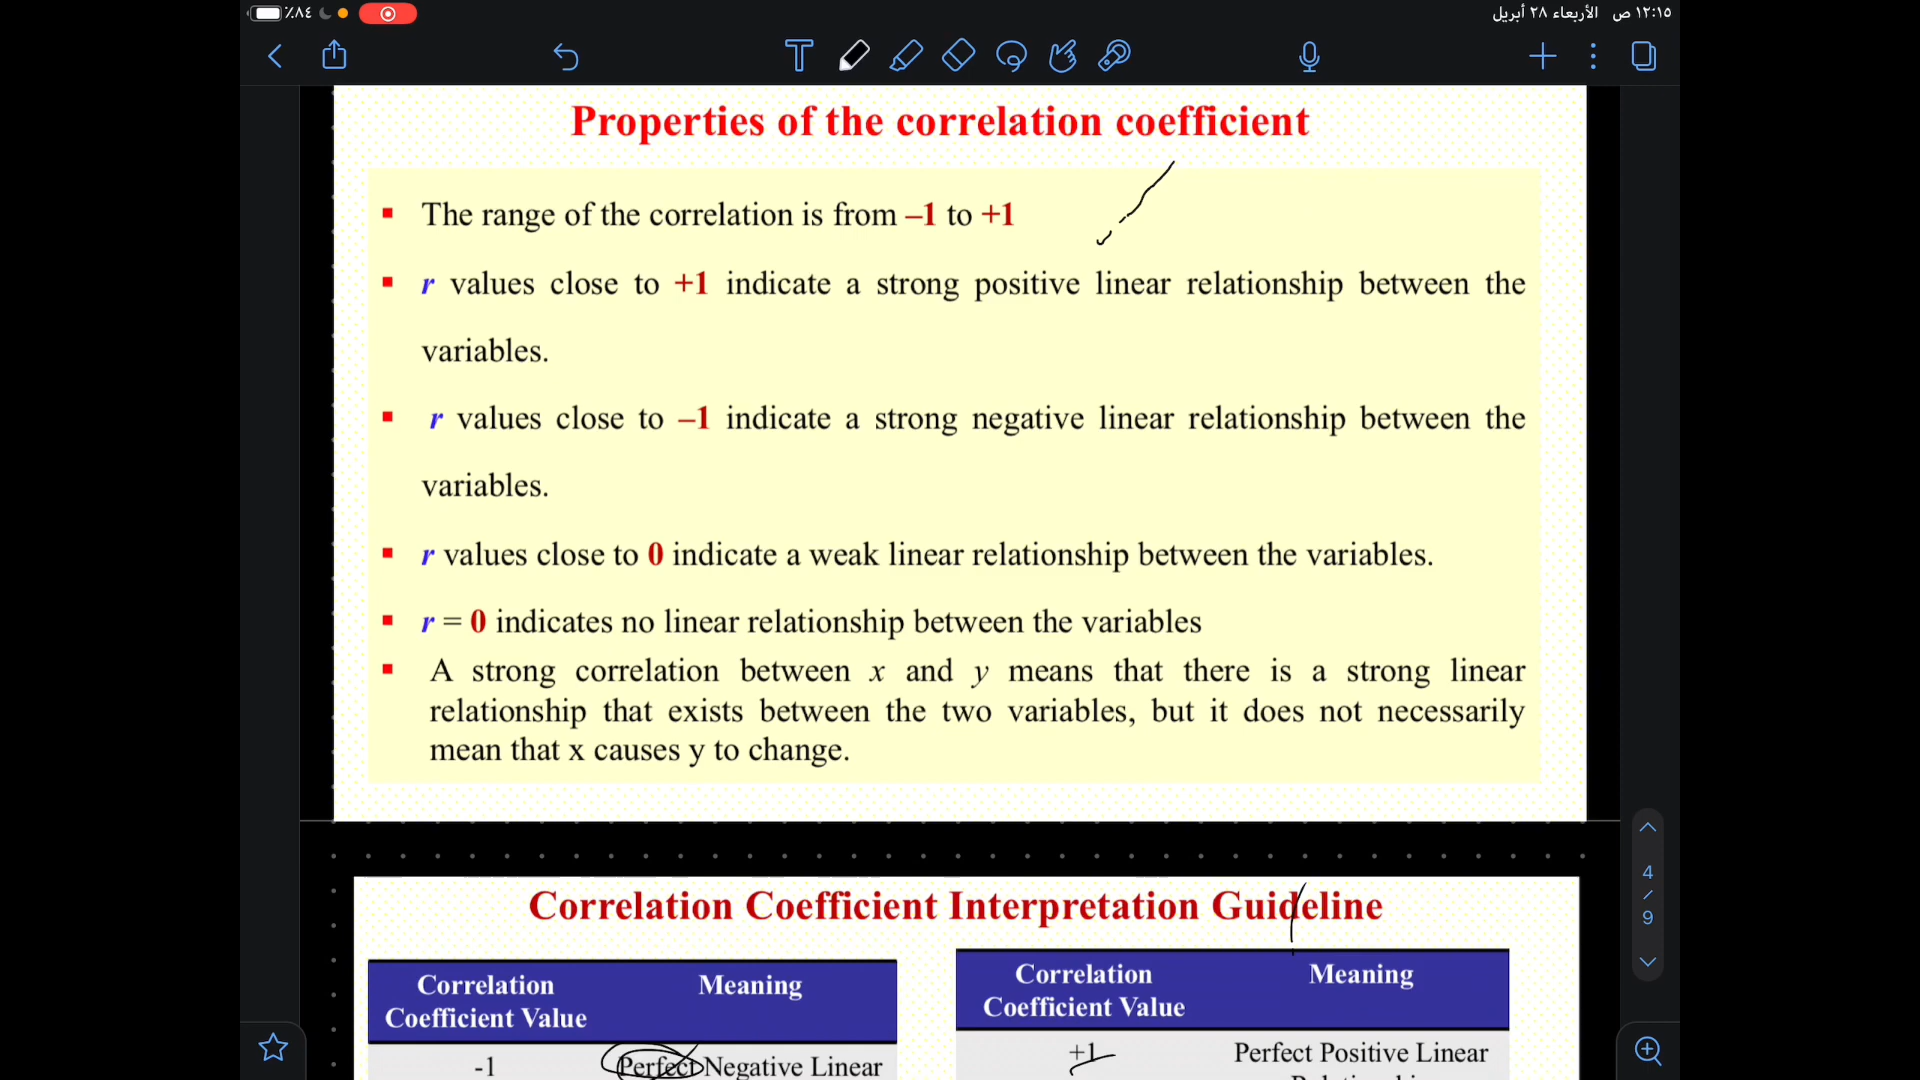 ٪٨٤
١٢:١٥ ص الأربعاء ٢٨ أبريل
Properties of the correlation coefficient
The range of the correlation is from –1 to +1
r values close to +1 indicate a strong positive linear relationship between the
variables.
r values close to –1 indicate a strong negative linear relationship between the
variables.
r values close to 0 indicate a weak linear relationship between the variables.
r = 0 indicates no linear relationship between the variables
A strong correlation between x and y means that there is a strong linear
relationship that exists between the two variables, but it does not necessarily
mean that x causes y to change.
4
/
9
Correlation Coefficient Interpretation Guideline
Correlation
Coefficient Value
Meaning
-1
Perfect Negative Linear
Correlation
Coefficient Value
Meaning
+1
Perfect Positive Linear